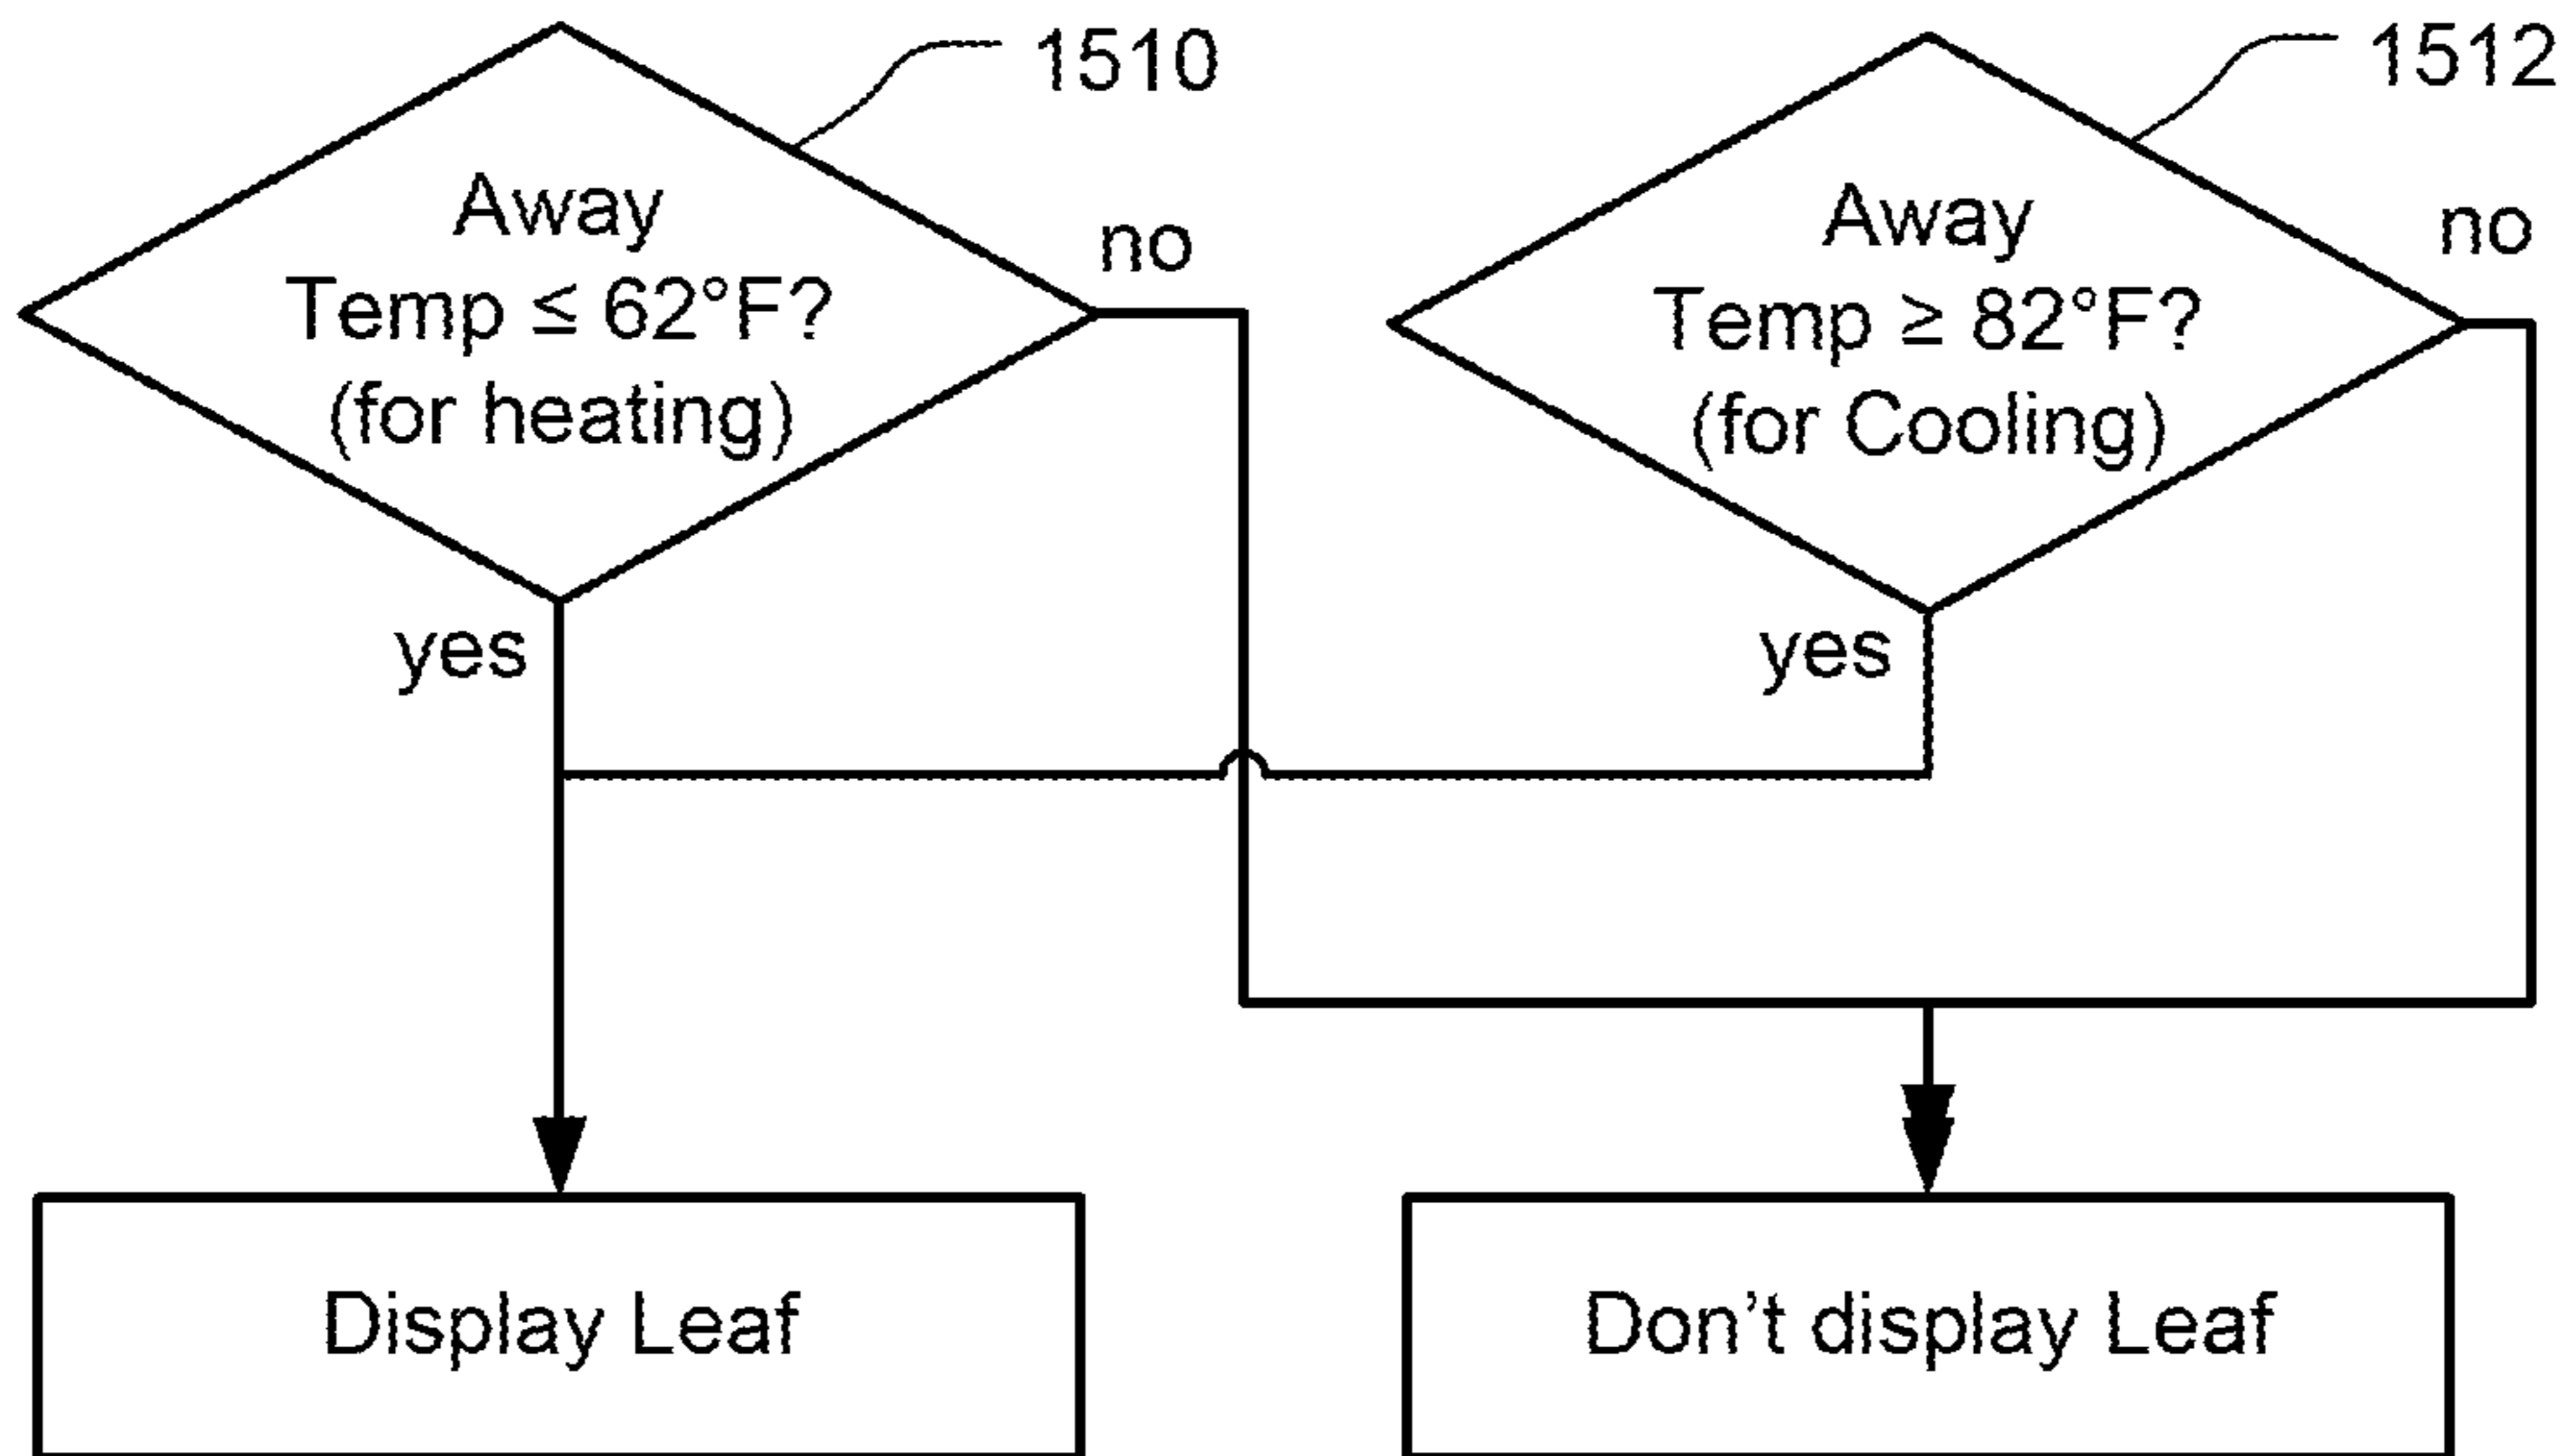 1510
Away
Temp ≤ 62°F?
(for heating)
no
yes
1512
Away
Temp ≥ 82°F?
(for Cooling)
no
yes
Display Leaf
Don't display Leaf